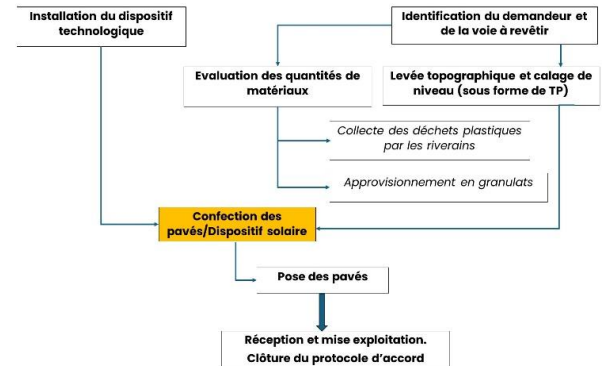 Installation du dispositif
technologique
Identification du demandeur et
de la voie à revêtir
Evaluation des quantités de
matériaux
Levée topographique et calage de
niveau (sous forme de TP)
Collecte des déchets plastiques
par les riverains
Approvisionnement en granulats
Confection des
pavés/Dispositif solaire
Pose des pavés
Réception et mise exploitation.
Clôture du protocole d'accord